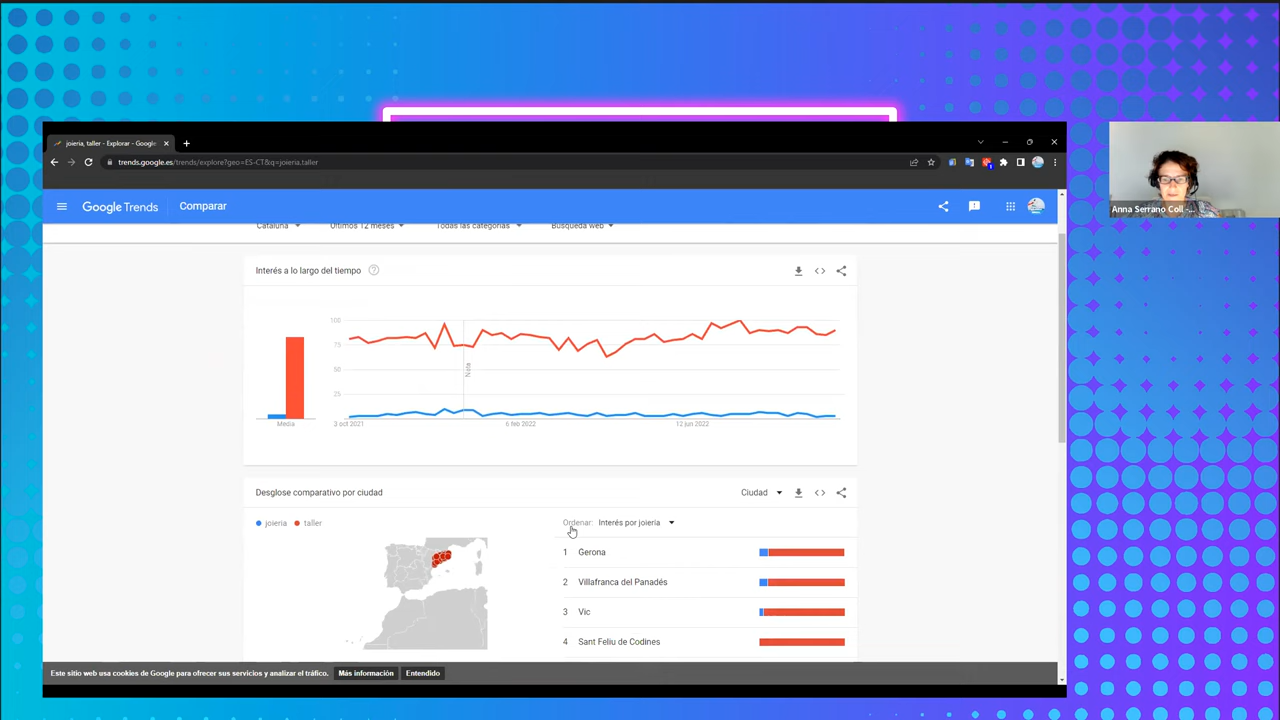 joieria, taller - Explorar - Google
trends.google.es/trends/explore?geo=ES-CT&q=joieria,taller
Google Trends
Comparar
Cataluña
Últimos 12 meses
Todas las categorías
Búsqueda web
Anna Serrano Coll -...
Interés a lo largo del tiempo
100
75
50
25
Nota
Media
3 oct 2021
6 feb 2022
12 jun 2022
Desglose comparativo por ciudad
Ciudad
joieria
taller
Ordenar: Interés por joieria
1 Gerona
2 Villafranca del Panadés
3 Vic
4 Sant Feliu de Codines
Este sitio web usa cookies de Google para ofrecer sus servicios y analizar el tráfico.
Más información
Entendido